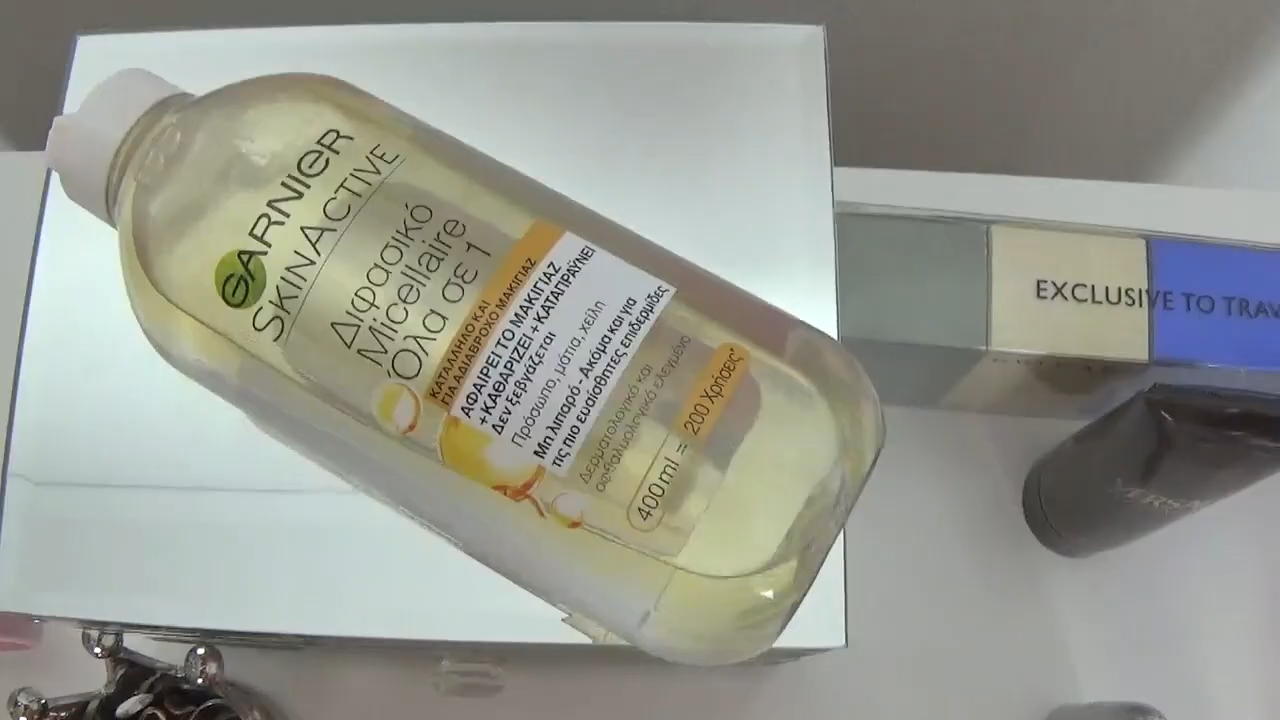 GARNIER
SKINACTIVE
Διφασικό
Micellaire
Όλα σε 1
ΚΑΤΑΛΛΗΛΟ ΚΑΙ
ΓΙΑ ΑΔΙΑΒΡΟΧΟ ΜΑΚΙΓΙΑΖ
ΑΦΑΙΡΕΙ ΤΟ ΜΑΚΙΓΙΑΖ
+ΚΑΘΑΡΙΖΕΙ+ΚΑΤΑΠΡΑΫΝΕΙ
Δεν ξεβγάζεται
Πρόσωπο, μάτια, χείλη
Μη λιπαρό - Ακόμα και για
τις πιο ευαίσθητες επιδερμίδες
Δερματολογικά και
οφθαλμολογικά ελεγμένο
400ml = 200 Χρήσεις*
EXCLUSIVE TO TRAV